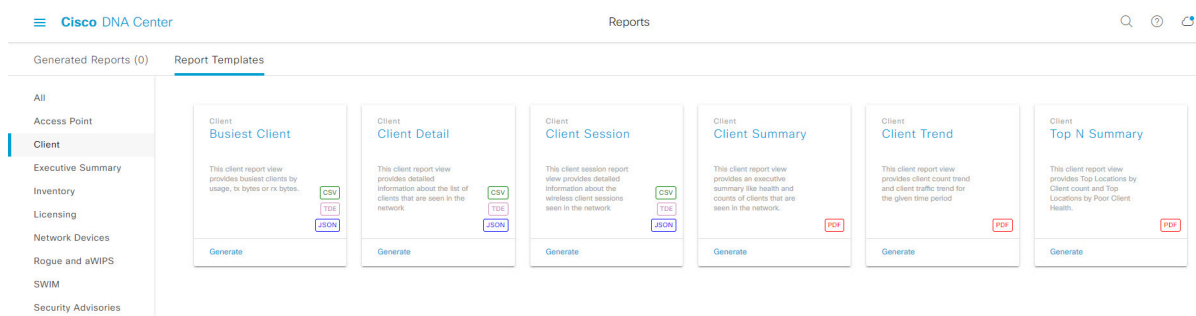 Cisco DNA Center
Reports
Generated Reports (0)
Report Templates
All
Access Point
Client
Executive Summary
Inventory
Licensing
Network Devices
Rogue and aWIPS
SWIM
Security Advisories
Client
Busiest Client
This client report view
provides busiest clients by
usage, tx bytes or rx bytes.
CSV
TDE
JSON
Generate
Client
Client Detail
This client report view
provides detailed
information about the list of
clients that are seen in the
network
CSV
TDE
JSON
Generate
Client
Client Session
This client session report
view provides detailed
information about the
wireless client sessions
seen in the network
CSV
TDE
JSON
Generate
Client
Client Summary
This client report view
provides an executive
summary like health and
counts of clients that are
seen in the network.
PDF
Generate
Client
Client Trend
This client report view
provides client count trend
and client traffic trend for
the given time period
PDF
Generate
Client
Top N Summary
This client report view
provides Top Locations by
Client count and Top
Locations by Poor Client
Health.
PDF
Generate